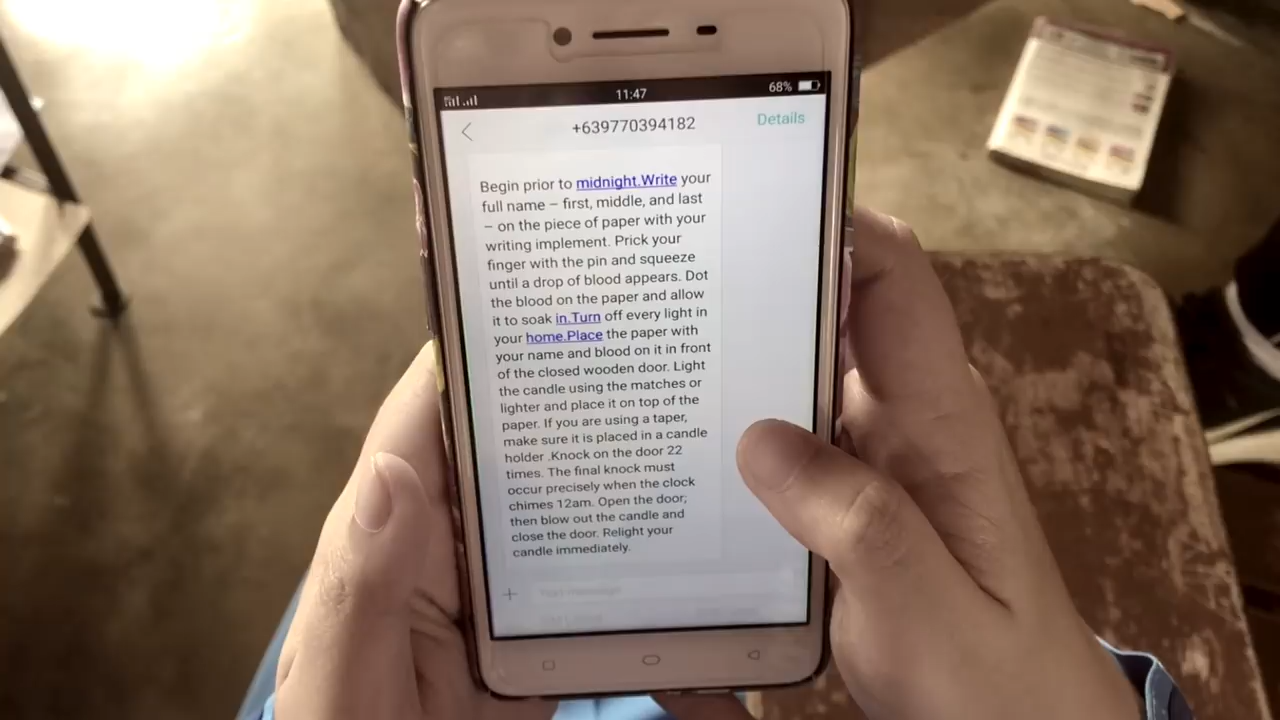 11:47
68%
+639770394182
Details
Begin prior to midnight.Write your
full name – first, middle, and last
– on the piece of paper with your
writing implement. Prick your
finger with the pin and squeeze
until a drop of blood appears. Dot
the blood on the paper and allow
it to soak in.Turn off every light in
your home.Place the paper with
your name and blood on it in front
of the closed wooden door. Light
the candle using the matches or
lighter and place it on top of the
paper. If you are using a taper,
make sure it is placed in a candle
holder .Knock on the door 22
times. The final knock must
occur precisely when the clock
chimes 12am. Open the door;
then blow out the candle and
close the door. Relight your
candle immediately.